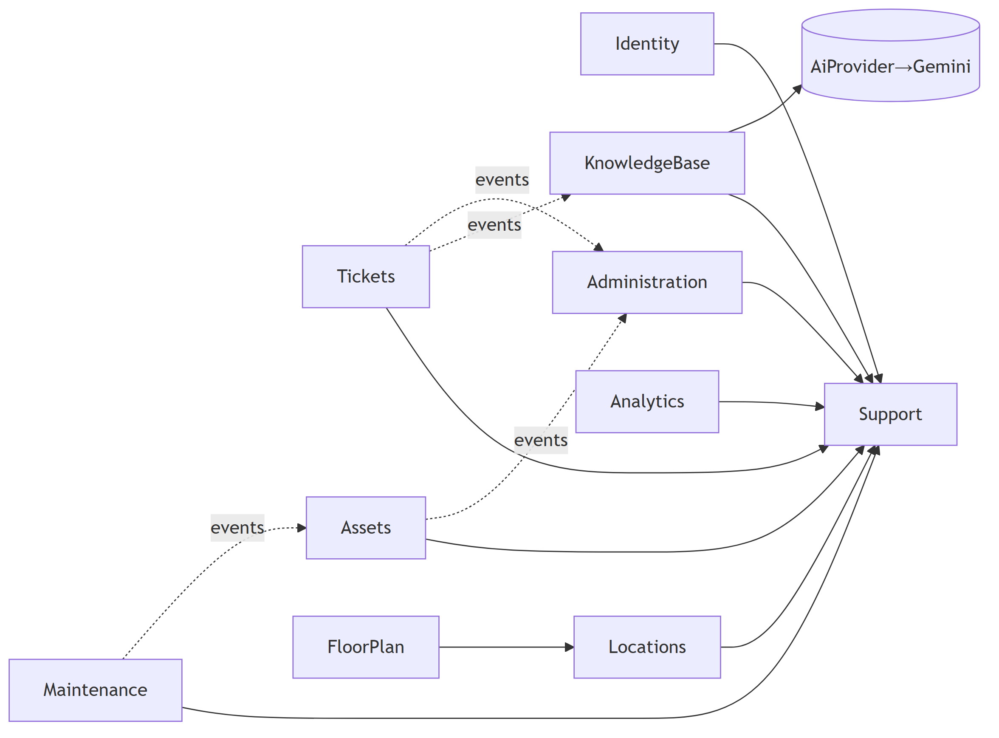 Identity
AiProvider→Gemini
KnowledgeBase
events
events
Tickets
Administration
Analytics
Support
events
events
Assets
FloorPlan
Locations
Maintenance